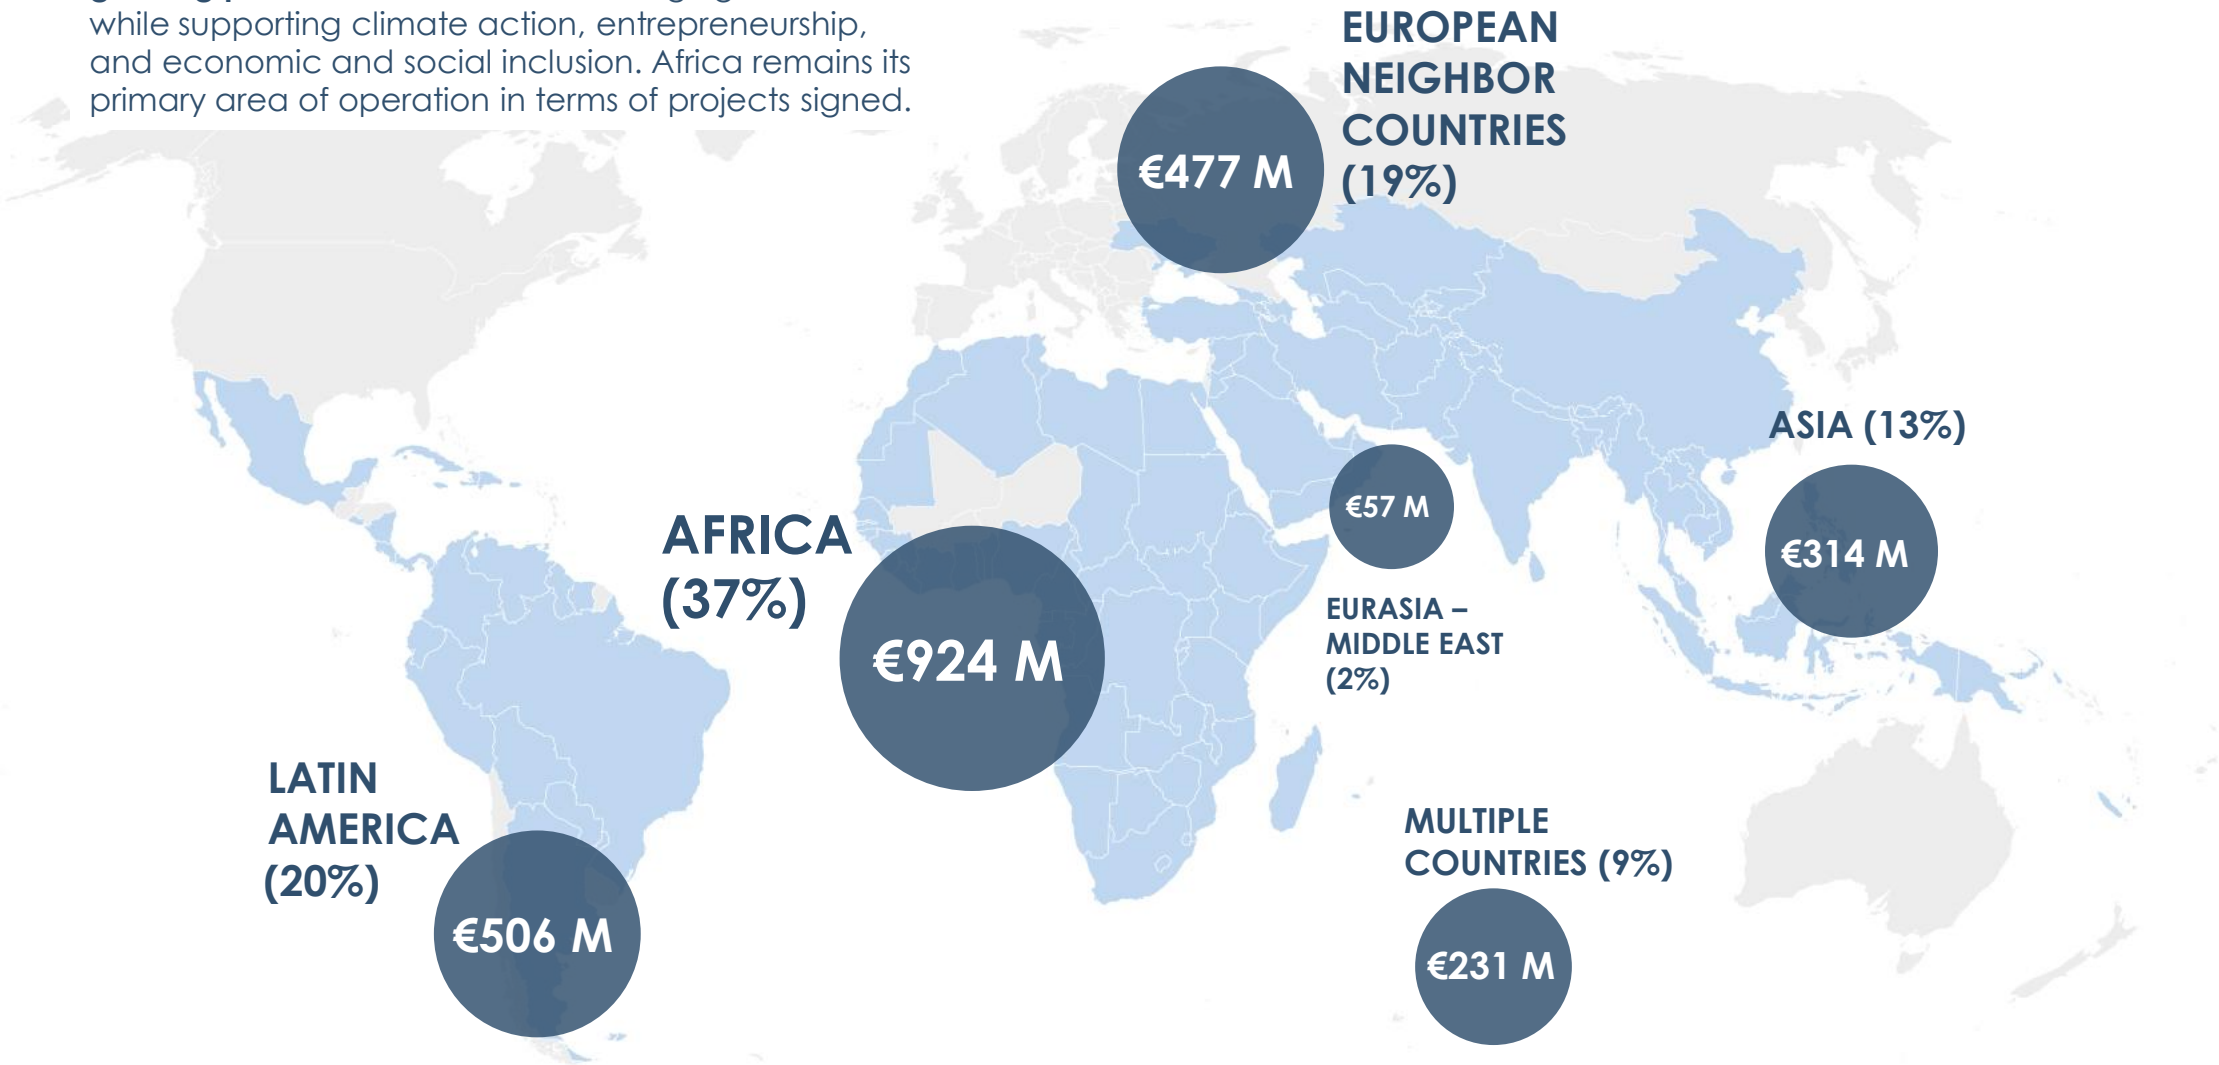 while supporting climate action, entrepreneurship,
and economic and social inclusion. Africa remains its
primary area of operation in terms of projects signed.
EUROPEAN
NEIGHBOR
COUNTRIES
(19%)
€477 M
ASIA (13%)
€314 M
€57 M
EURASIA –
MIDDLE EAST
(2%)
AFRICA
(37%)
€924 M
LATIN
AMERICA
(20%)
€506 M
MULTIPLE
COUNTRIES (9%)
€231 M